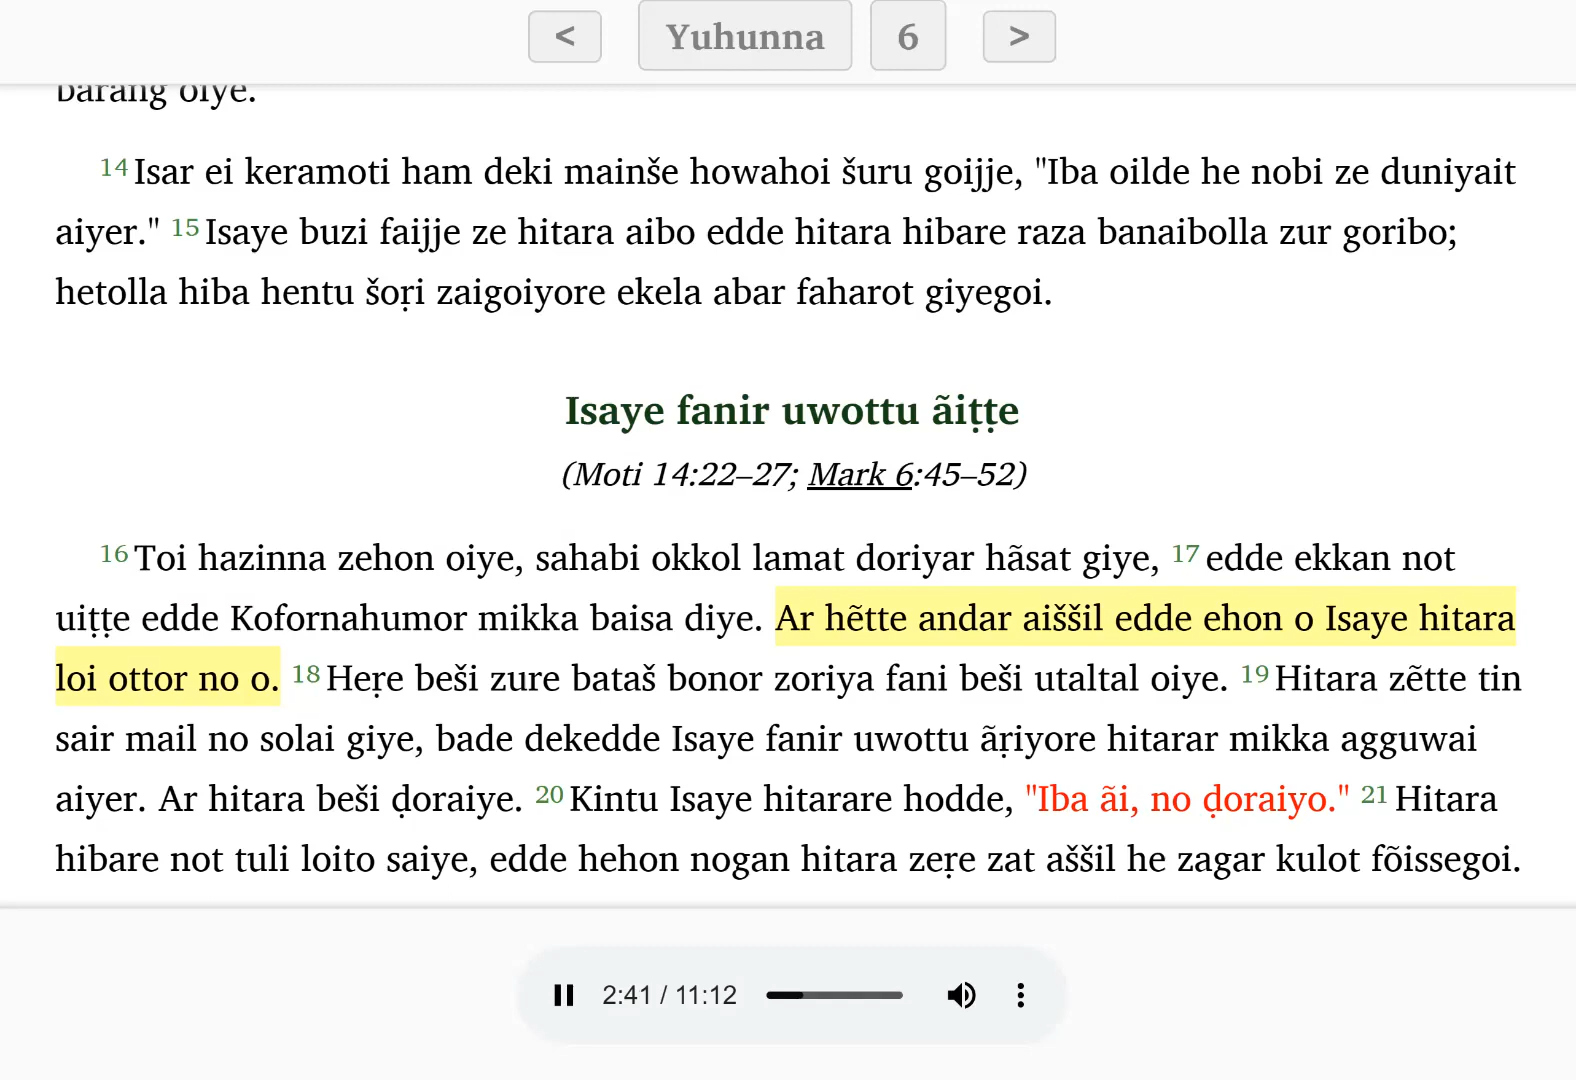 < Yuhunna 6 >
barang oiye.
14 Isar ei keramoti ham deki mainše howahoi šuru goijje, "Iba oilde he nobi ze duniyait
aiyer." 15 Isaye buzi faijje ze hitara aibo edde hitara hibare raza banaibolla zur goribo;
hetolla hiba hentu šoṛi zaigoiyore ekela abar faharot giyegoi.
Isaye fanir uwottu ãiṭṭe
(Moti 14:22–27; Mark 6:45–52)
16 Toi hazinna zehon oiye, sahabi okkol lamat doriyar hãsat giye, 17 edde ekkan not
uiṭṭe edde Kofornahumor mikka baisa diye. Ar hẽtte andar aiššil edde ehon o Isaye hitara
loi ottor no o. 18 Heṛe beši zure bataš bonor zoriya fani beši utaltal oiye. 19 Hitara zẽtte tin
sair mail no solai giye, bade dekedde Isaye fanir uwottu ãṛiyore hitarar mikka agguwai
aiyer. Ar hitara beši ḍoraiye. 20 Kintu Isaye hitarare hodde, "Iba ãi, no ḍoraiyo." 21 Hitara
hibare not tuli loito saiye, edde hehon nogan hitara zeṛe zat aššil he zagar kulot fõissegoi.
2:41 / 11:12